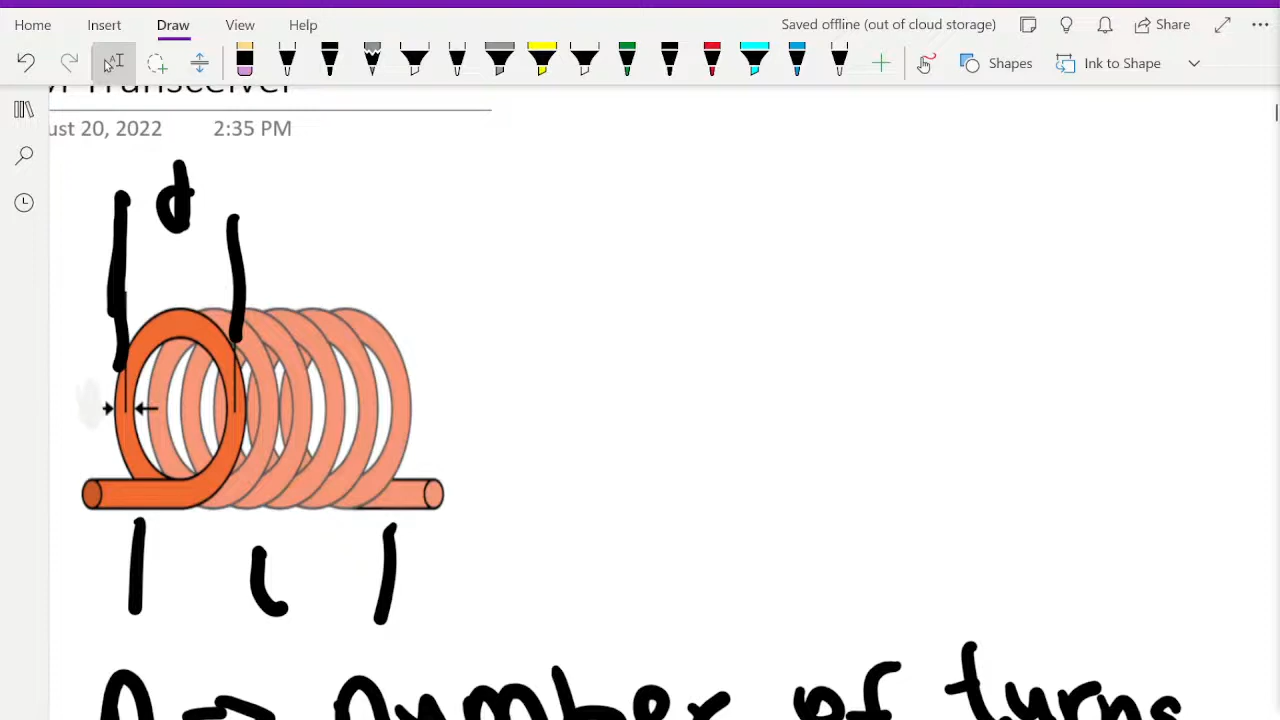 Home Insert Draw View Help Saved offline (out of cloud storage) Share
Shapes Ink to Shape
Transceiver
ust 20, 2022 2:35 PM
d
L
n → number of turns